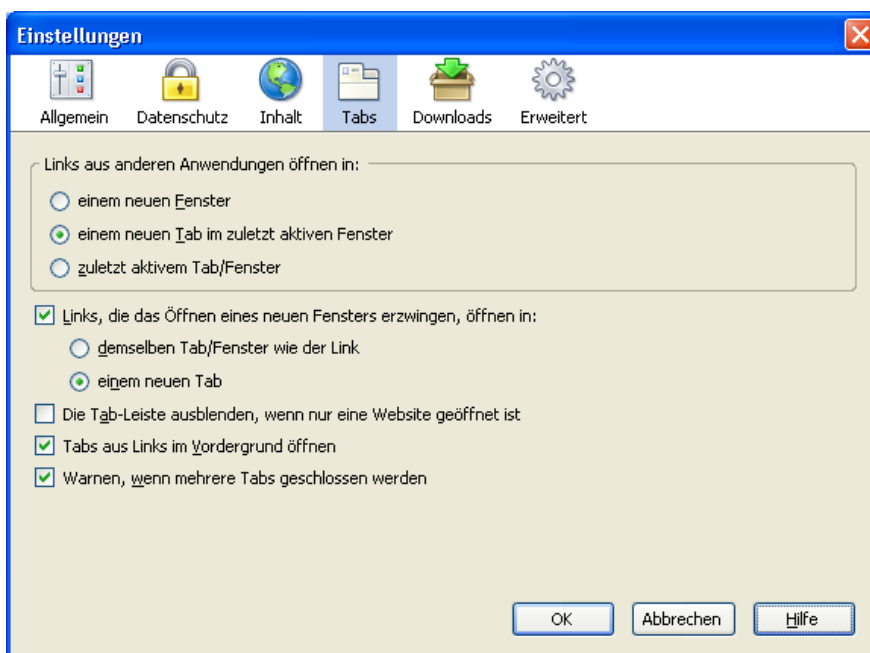 Einstellungen
Allgemein Datenschutz Inhalt Tabs Downloads Erweitert
Links aus anderen Anwendungen öffnen in:
einem neuen Fenster
einem neuen Tab im zuletzt aktiven Fenster
zuletzt aktivem Tab/Fenster
Links, die das Öffnen eines neuen Fensters erzwingen, öffnen in:
demselben Tab/Fenster wie der Link
einem neuen Tab
Die Tab-Leiste ausblenden, wenn nur eine Website geöffnet ist
Tabs aus Links im Vordergrund öffnen
Warnen, wenn mehrere Tabs geschlossen werden
OK Abbrechen Hilfe